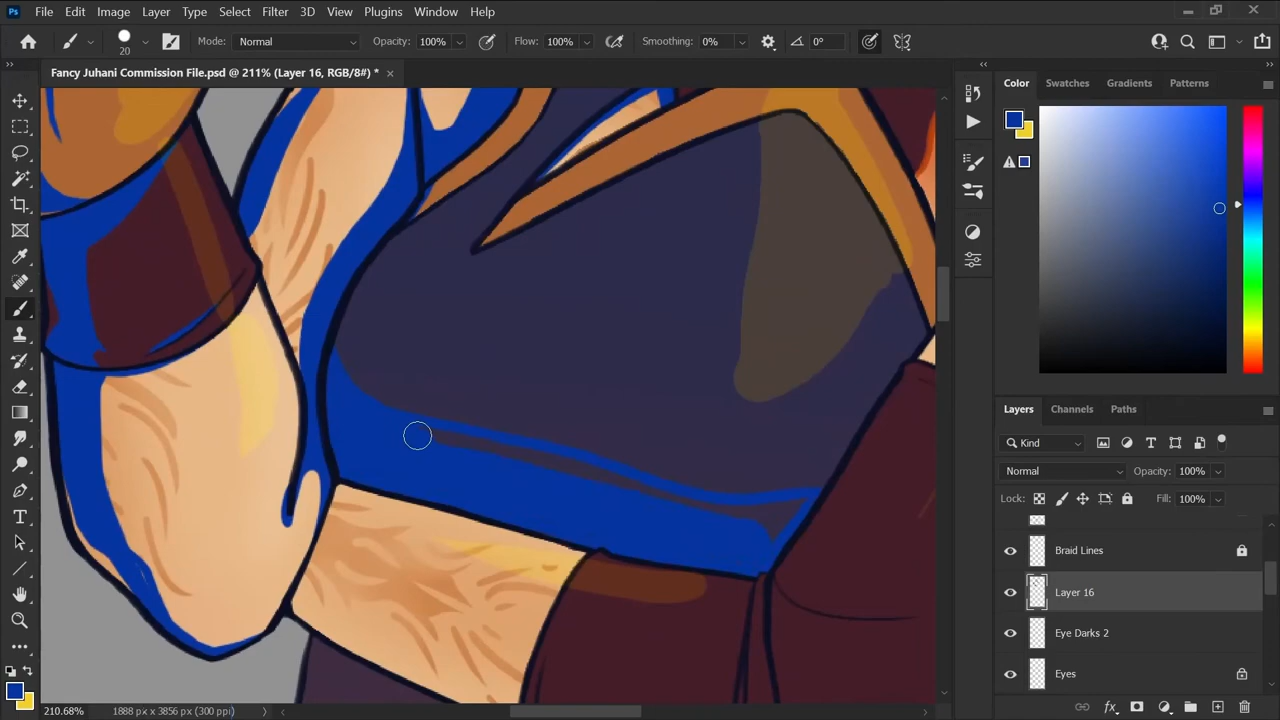 Ps File Edit Image Layer Type Select Filter 3D View Plugins Window Help
20 Mode: Normal Opacity: 100% Flow: 100% Smoothing: 0% 0°
Fancy Juhani Commission File.psd @ 211% (Layer 16, RGB/8#) *
Color Swatches Gradients Patterns
Layers Channels Paths
Kind
Normal Opacity: 100%
Lock: Fill: 100%
Braid Lines
Layer 16
Eye Darks 2
Eyes
210.68% 1888 px x 3856 px (300 ppi)